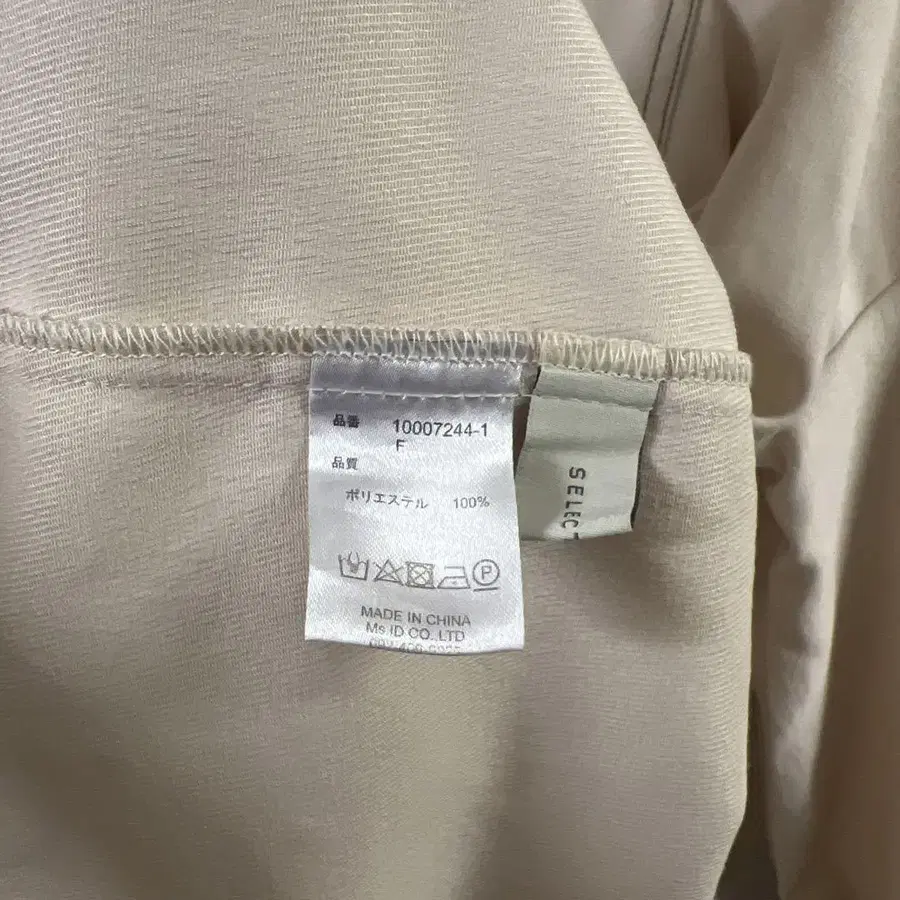 品番 10007244-1
F
品質
ポリエステル 100%
MADE IN CHINA
Ms ID CO.,LTD
SELECT